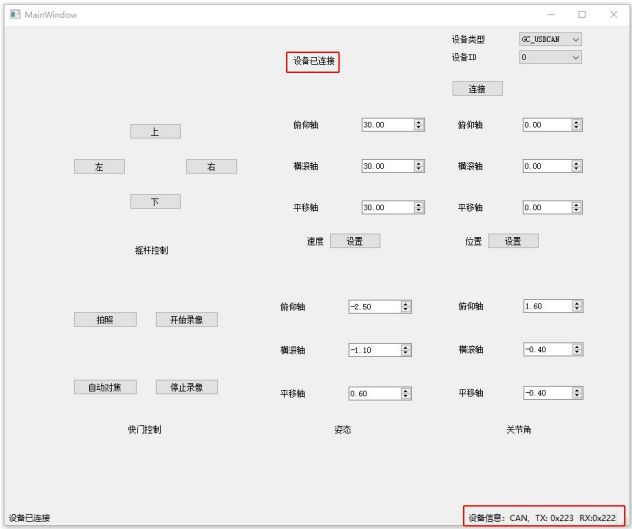 MainWindow
设备类型 GC_USBCAN
设备已连接
设备ID 0
连接
上
俯仰轴 30.00 俯仰轴 0.00
左 右 横滚轴 30.00 横滚轴 0.00
下 平移轴 30.00 平移轴 0.00
速度 设置 位置 设置
摇杆控制
俯仰轴 -2.50 俯仰轴 1.60
拍照 开始录像
横滚轴 -1.10 横滚轴 -0.40
自动对焦 停止录像 平移轴 0.60 平移轴 -0.40
快门控制 姿态 关节角
设备已连接 设备信息: CAN, TX: 0x223 RX:0x222